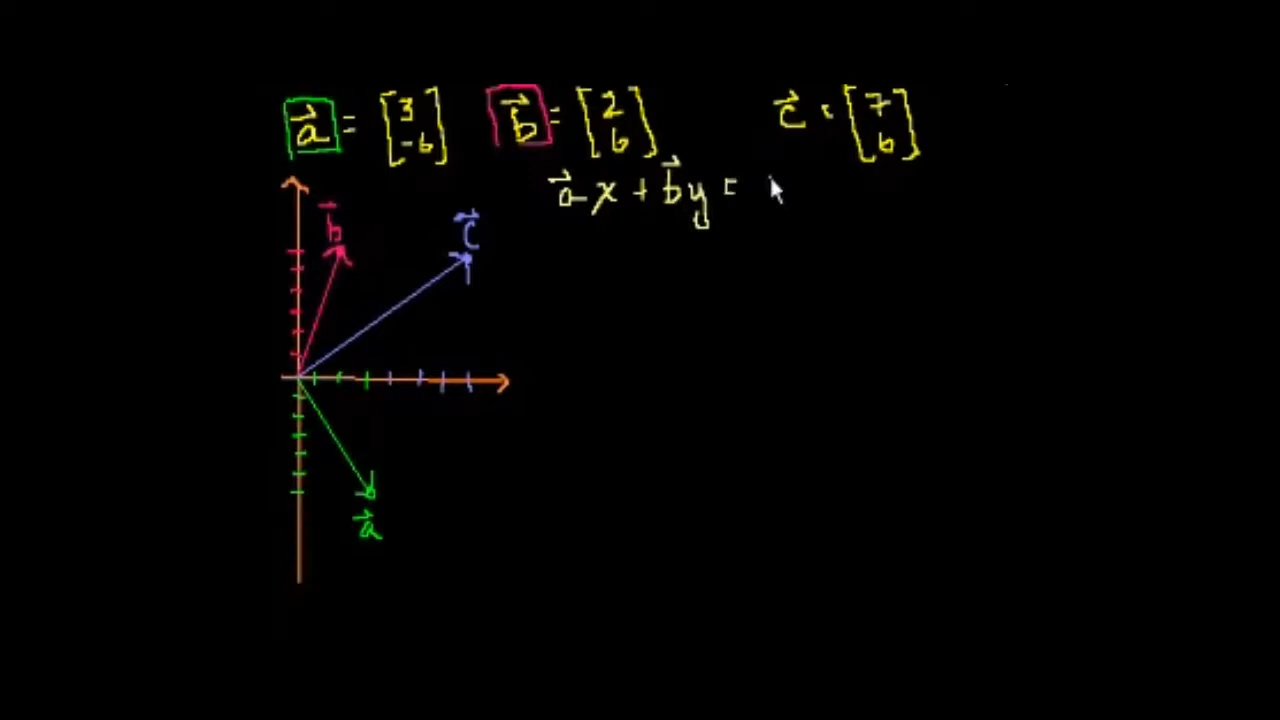 a⃗ = [3 -6] b⃗ = [2 6] c⃗ = [7 6]
a⃗x + b⃗y =
b⃗
c⃗
a⃗